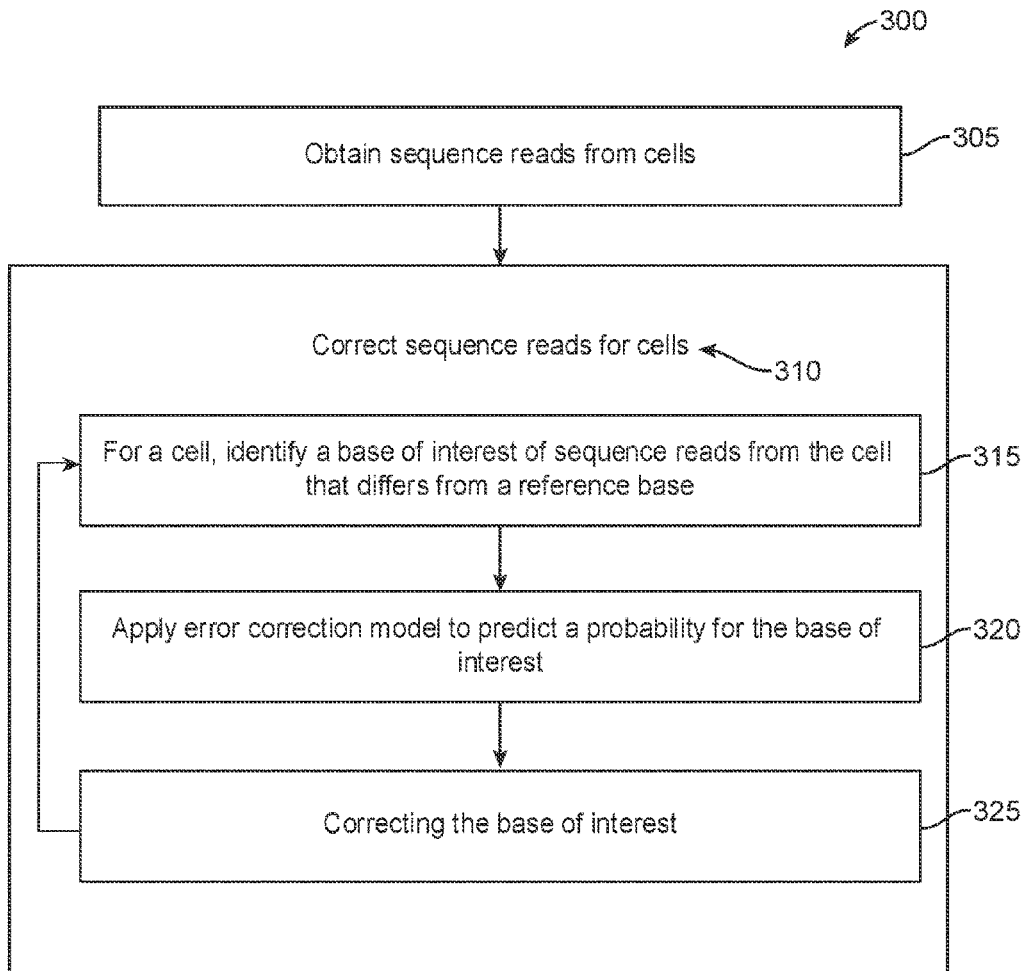 300
Obtain sequence reads from cells
305
Correct sequence reads for cells
310
For a cell, identify a base of interest of sequence reads from the cell
that differs from a reference base
315
Apply error correction model to predict a probability for the base of
interest
320
Correcting the base of interest
325